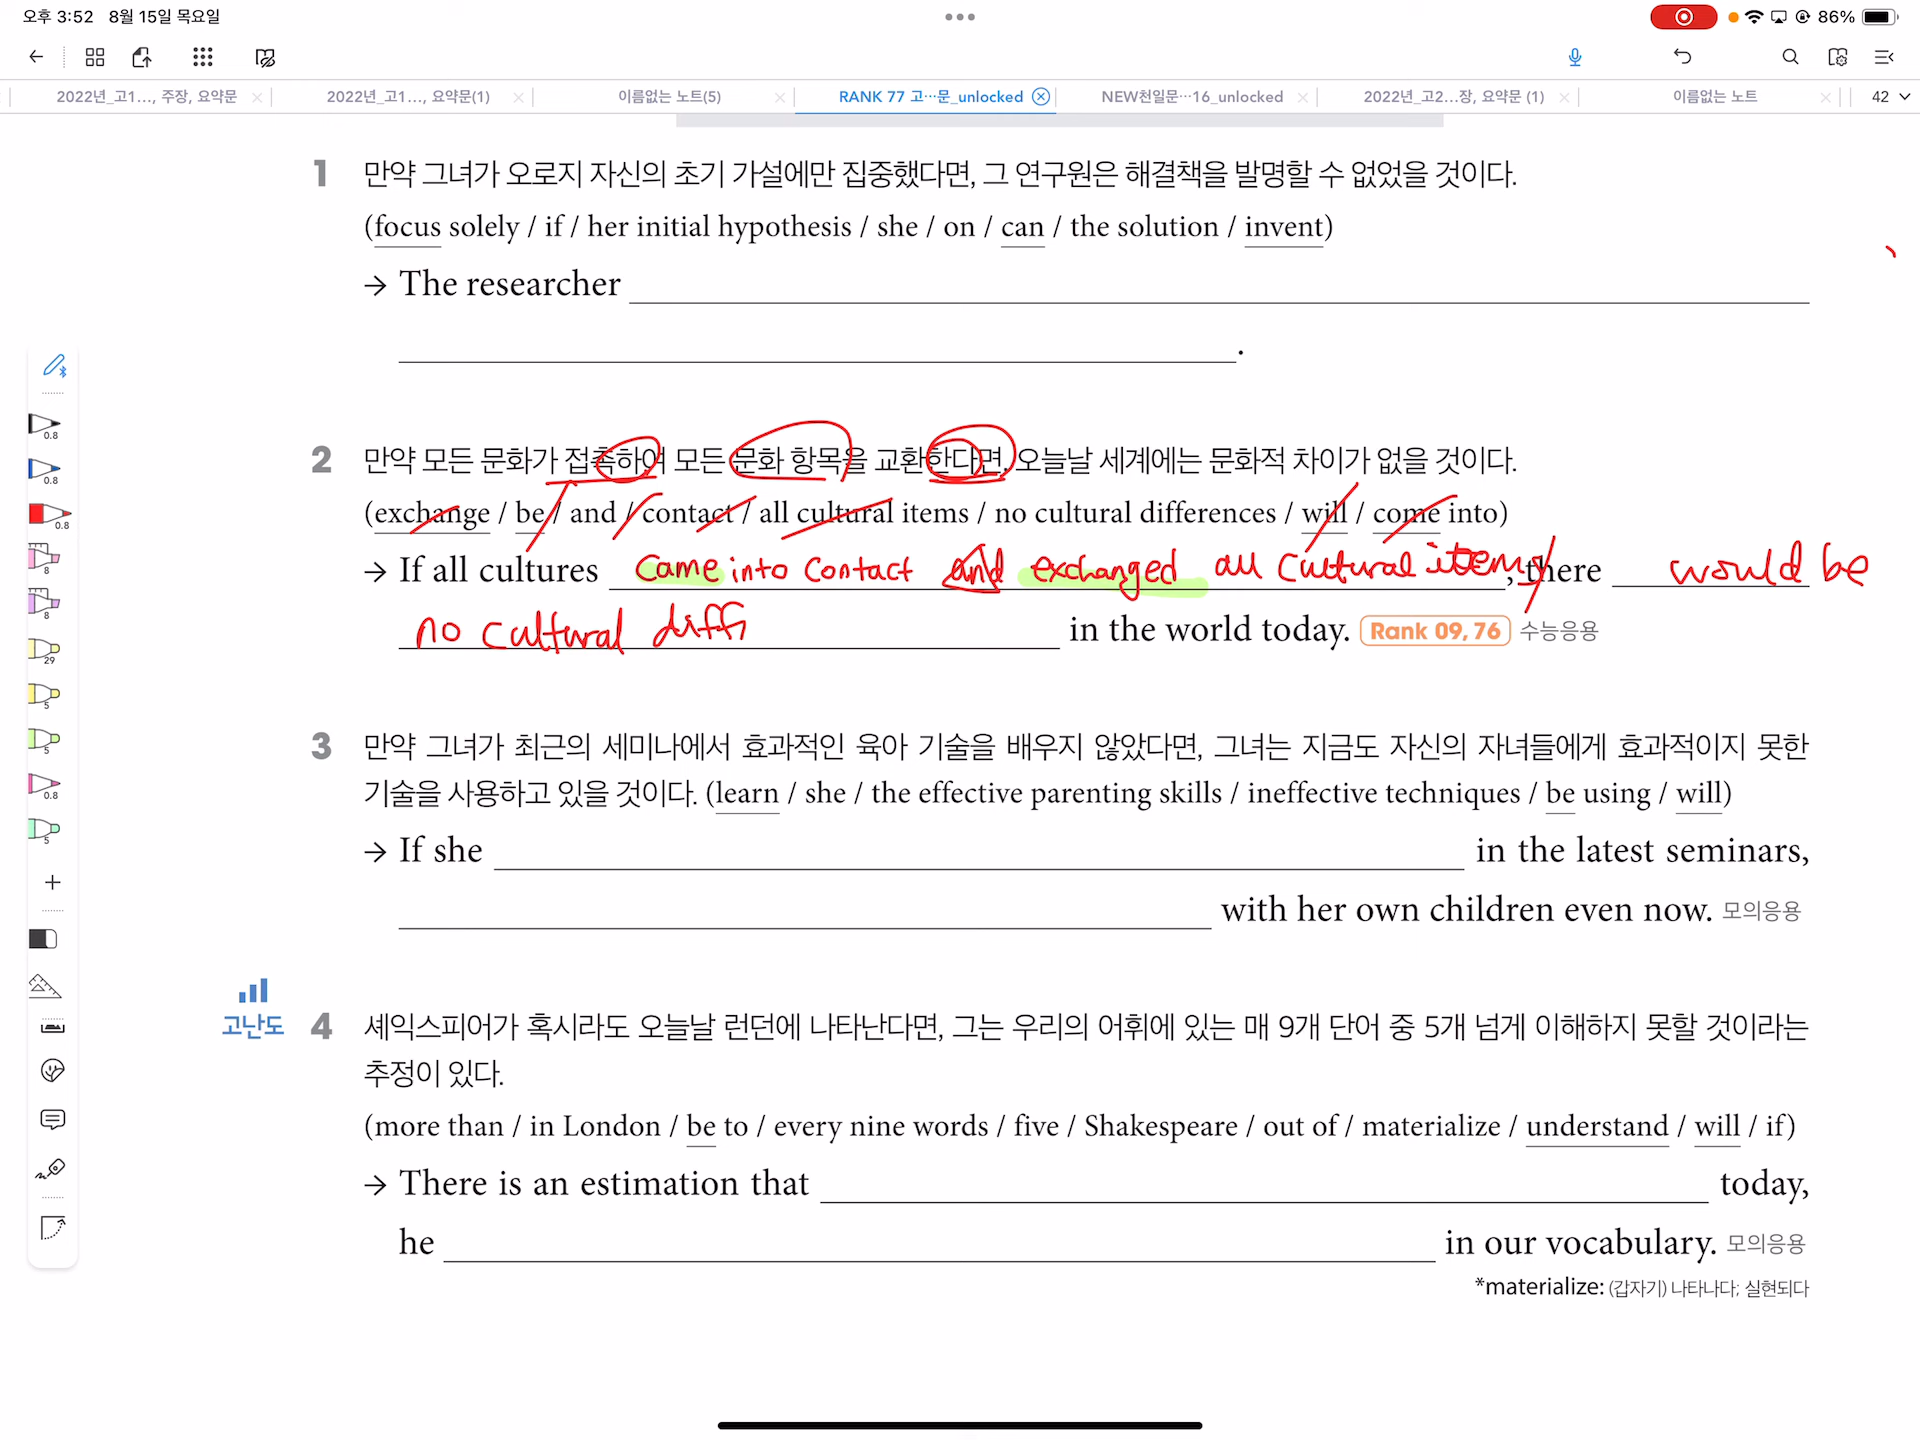 오후 3:52 8월 15일 목요일 86%
2022년_고1..., 주장, 요약문 2022년_고1..., 요약문(1) 이름없는 노트(5) RANK 77 고...문_unlocked NEW천일문...16_unlocked 2022년_고2...장, 요약문 (1) 이름없는 노트 42
1 만약 그녀가 오로지 자신의 초기 가설에만 집중했다면, 그 연구원은 해결책을 발명할 수 없었을 것이다.
(focus solely / if / her initial hypothesis / she / on / can / the solution / invent)
→ The researcher
.
2 만약 모든 문화가 접촉하여 모든 문화 항목을 교환한다면, 오늘날 세계에는 문화적 차이가 없을 것이다.
(exchange / be / and / contact / all cultural items / no cultural differences / will / come into)
→ If all cultures came into contact and exchanged all cultural items, there would be
no cultural diff in the world today. Rank 09, 76 수능응용
3 만약 그녀가 최근의 세미나에서 효과적인 육아 기술을 배우지 않았다면, 그녀는 지금도 자신의 자녀들에게 효과적이지 못한
기술을 사용하고 있을 것이다. (learn / she / the effective parenting skills / ineffective techniques / be using / will)
→ If she in the latest seminars,
with her own children even now. 모의응용
고난도 4 셰익스피어가 혹시라도 오늘날 런던에 나타난다면, 그는 우리의 어휘에 있는 매 9개 단어 중 5개 넘게 이해하지 못할 것이라는
추정이 있다.
(more than / in London / be to / every nine words / five / Shakespeare / out of / materialize / understand / will / if)
→ There is an estimation that today,
he in our vocabulary. 모의응용
*materialize: (갑자기) 나타나다; 실현되다
0.8
0.8
0.8
8
8
29
5
5
0.8
5